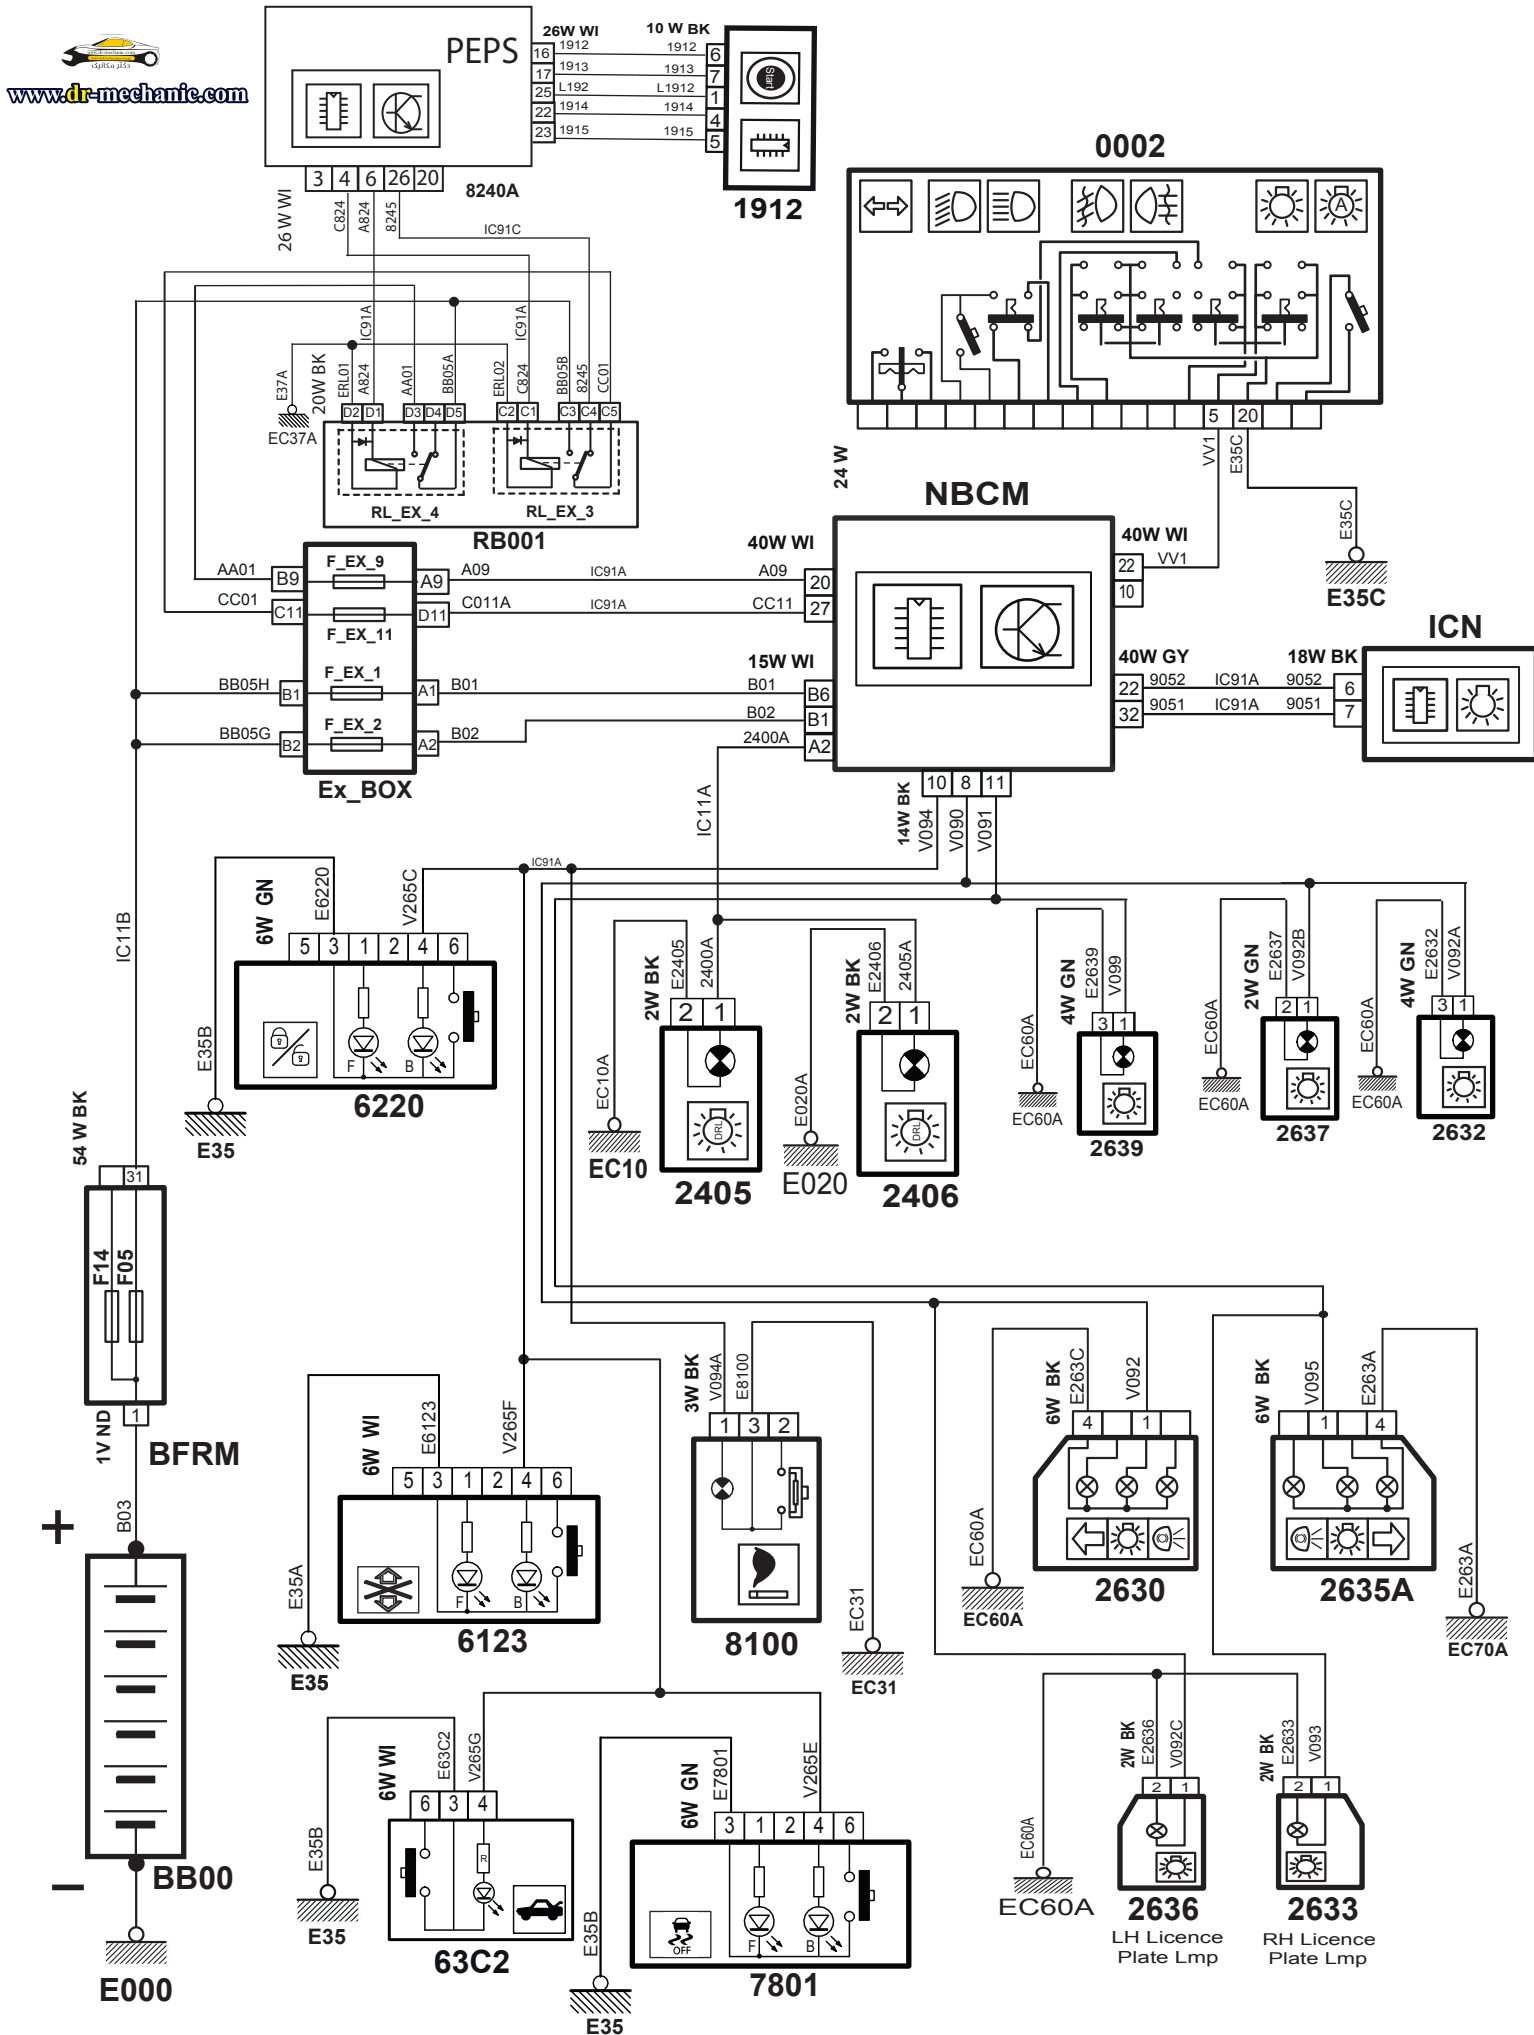 www.dr-mechanic.com
دکتر مکانیک
PEPS
26W WI
10 W BK
16 1912 1912 6
17 1913 1913 7
25 L192 L1912 1
22 1914 1914 4
23 1915 1915 5
Start
1912
3 4 6 26 20
8240A
26 W WI
C824
A824
8245
IC91C
0002
A
5 20
24 W
VV1
E35C
E35C
E35C
IC91A
IC91A
E37A
EC37A
20W BK
ERL01
A824
AA01
BB05A
ERL02
C824
BB05B
8245
CC01
D2 D1 D3 D4 D5
C2 C1 C3 C4 C5
RL_EX_4
RL_EX_3
RB001
NBCM
40W WI
40W WI
AA01 B9 F_EX_9 A9 A09 IC91A A09 20
CC01 C11 F_EX_11 D11 C011A IC91A CC11 27
22 VV1
10
15W WI
BB05H B1 F_EX_1 A1 B01 B01 B6
BB05G B2 F_EX_2 A2 B02 B02 B1
2400A A2
Ex_BOX
40W GY
18W BK
ICN
22 9052 IC91A 9052 6
32 9051 IC91A 9051 7
10 8 11
14W BK
V094
V090
V091
IC11A
IC91A
IC11B
6W GN
E6220
V265C
5 3 1 2 4 6
F B
6220
E35B
E35
2W BK
E2405
2400A
2 1
DRL
2405
EC10A
EC10
2W BK
E2406
2405A
2 1
DRL
2406
E020A
E020
4W GN
E2639
V099
3 1
2639
EC60A
EC60A
2W GN
E2637
V092B
2 1
2637
EC60A
EC60A
4W GN
E2632
V092A
3 1
2632
EC60A
EC60A
54 W BK
31
F14
F05
1
1V ND
BFRM
B03
+
−
BB00
E000
6W WI
E6123
V265F
5 3 1 2 4 6
F B
6123
E35A
E35
3W BK
V094A
E8100
1 3 2
8100
EC31
EC31
6W BK
E263C
V092
4 1
2630
EC60A
EC60A
6W BK
V095
E263A
1 4
2635A
E263A
EC70A
6W WI
E63C2
V265G
6 3 4
R
63C2
E35B
E35
6W GN
E7801
V265E
3 1 2 4 6
F B
OFF
7801
E35B
E35
2W BK
E2636
V092C
2 1
2636
LH Licence
Plate Lmp
EC60A
EC60A
2W BK
E2633
V093
2 1
2633
RH Licence
Plate Lmp